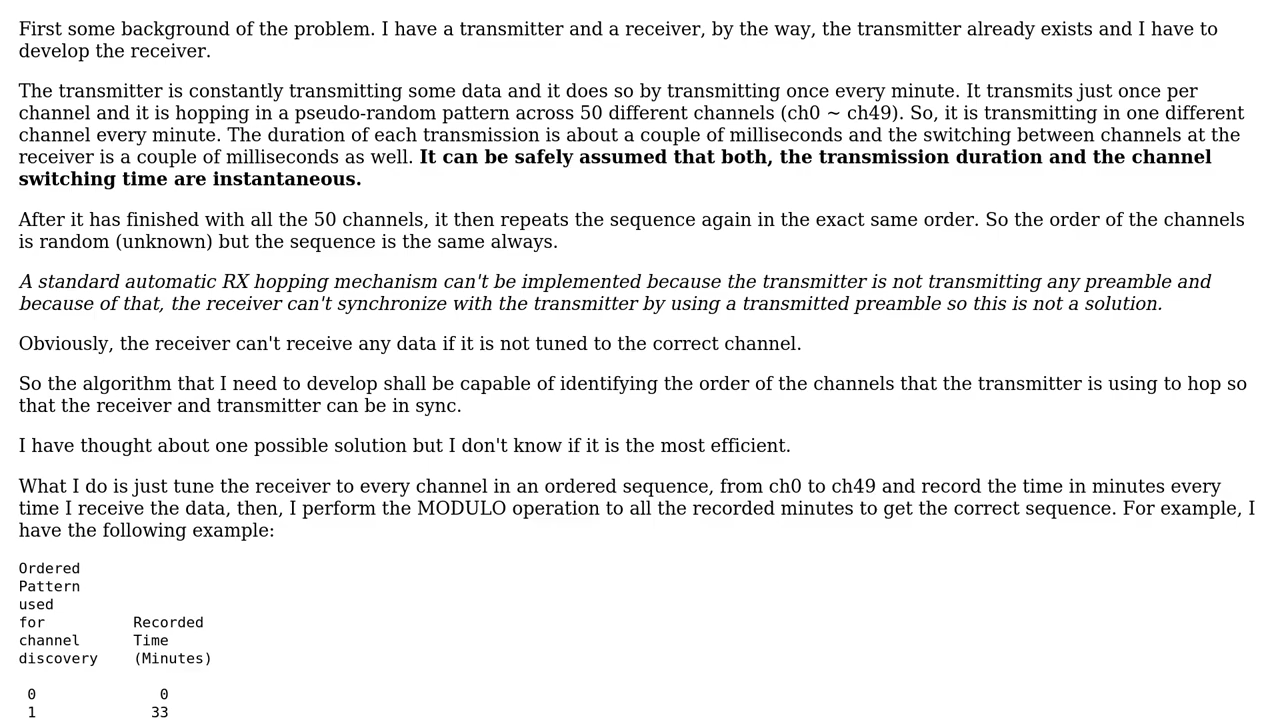 First some background of the problem. I have a transmitter and a receiver, by the way, the transmitter already exists and I have to
develop the receiver.
The transmitter is constantly transmitting some data and it does so by transmitting once every minute. It transmits just once per
channel and it is hopping in a pseudo-random pattern across 50 different channels (ch0 ~ ch49). So, it is transmitting in one different
channel every minute. The duration of each transmission is about a couple of milliseconds and the switching between channels at the
receiver is a couple of milliseconds as well. It can be safely assumed that both, the transmission duration and the channel
switching time are instantaneous.
After it has finished with all the 50 channels, it then repeats the sequence again in the exact same order. So the order of the channels
is random (unknown) but the sequence is the same always.
A standard automatic RX hopping mechanism can't be implemented because the transmitter is not transmitting any preamble and
because of that, the receiver can't synchronize with the transmitter by using a transmitted preamble so this is not a solution.
Obviously, the receiver can't receive any data if it is not tuned to the correct channel.
So the algorithm that I need to develop shall be capable of identifying the order of the channels that the transmitter is using to hop so
that the receiver and transmitter can be in sync.
I have thought about one possible solution but I don't know if it is the most efficient.
What I do is just tune the receiver to every channel in an ordered sequence, from ch0 to ch49 and record the time in minutes every
time I receive the data, then, I perform the MODULO operation to all the recorded minutes to get the correct sequence. For example, I
have the following example:
Ordered
Pattern
used
for Recorded
channel Time
discovery (Minutes)
0 0
1 33